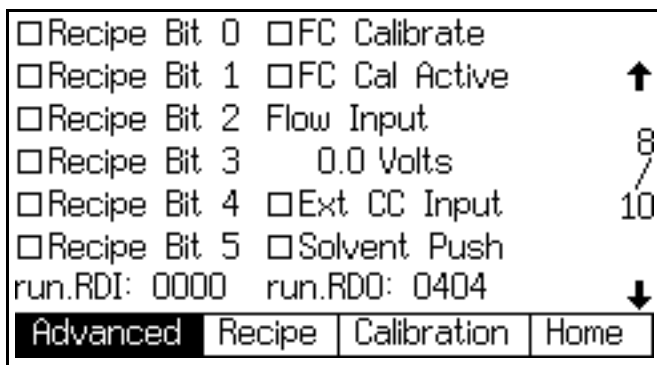 Recipe Bit 0 FC Calibrate
Recipe Bit 1 FC Cal Active
Recipe Bit 2 Flow Input
Recipe Bit 3 0.0 Volts
8/10
Recipe Bit 4 Ext CC Input
Recipe Bit 5 Solvent Push
run.RDI: 0000 run.RDO: 0404
Advanced Recipe Calibration Home